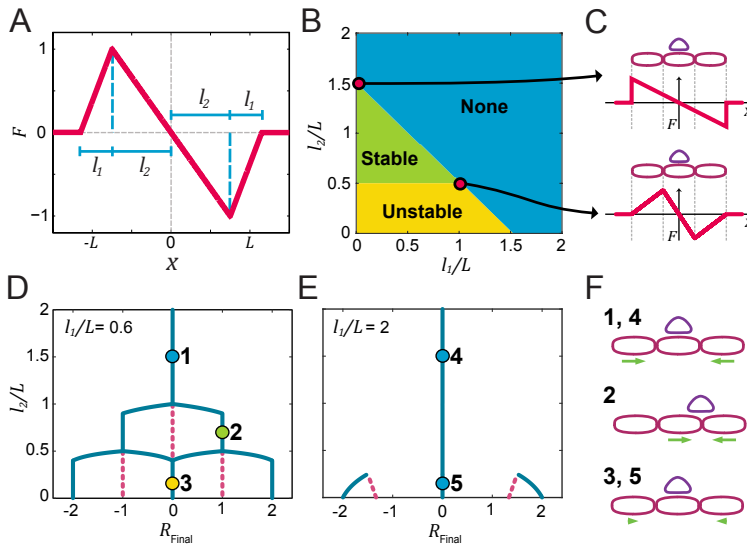 A
F
1
0
-1
l₂
l₁
l₁
l₂
-L
0
L
X
B
l₂/L
2
1.5
1
0.5
0
None
Stable
Unstable
0
0.5
1
1.5
2
l₁/L
C
F
X
F
X
D
l₂/L
2
1.5
1
0.5
0
l₁/L= 0.6
1
2
3
-2
-1
0
1
2
R_Final
E
l₁/L= 2
4
5
-2
-1
0
1
2
R_Final
F
1, 4
2
3, 5